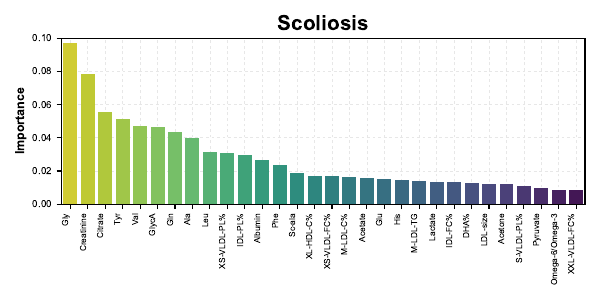 Scoliosis
Importance
0.10
0.08
0.06
0.04
0.02
0.00
Gly
Creatinine
Citrate
Tyr
Val
GlycA
Gln
Ala
Leu
XS-VLDL-PL%
IDL-PL%
Albumin
Phe
Sc-ala
XL-HDL-C%
XS-VLDL-FC%
M-LDL-C%
Acetate
Glu
His
M-LDL-TG
Lactate
IDL-FC%
DHA%
LDL-size
Acetone
S-VLDL-PL%
Pyruvate
Omega-6/Omega-3
XXL-VLDL-FC%